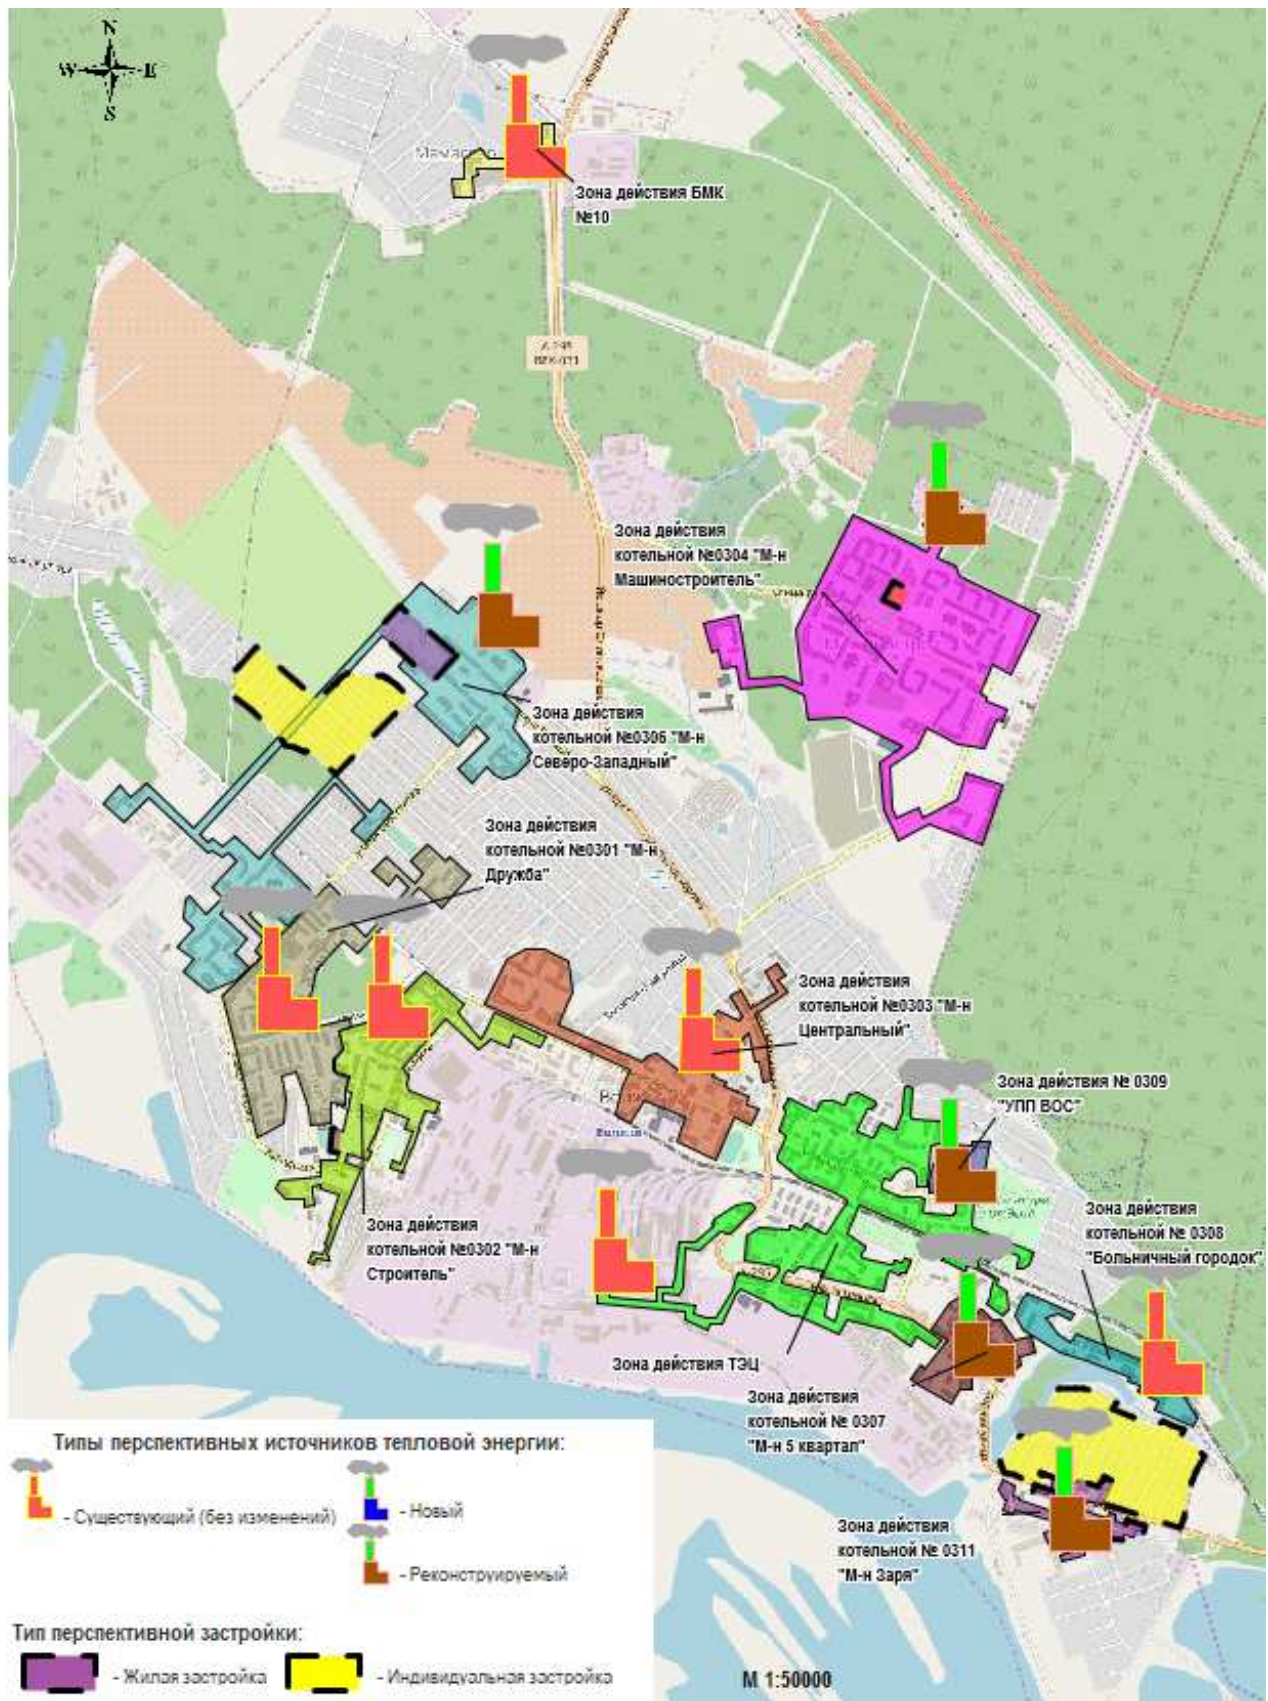 N
W E
S
Зона действия БМК
№10
А 295
Зона действия
котельной №0304 "М-н
Машиностроитель"
Зона действия
котельной №0306 "М-н
Северо-Западный"
Зона действия
котельной №0301 "М-н
Дружба"
Зона действия
котельной №0303 "М-н
Центральный"
Зона действия № 0309
"УПП ВОС"
Зона действия
котельной № 0308
"Больничный городок"
Зона действия
котельной №0302 "М-н
Строитель"
Зона действия ТЭЦ
Зона действия
котельной № 0307
"М-н 5 квартал"
Зона действия
котельной № 0311
"М-н Заря"
Типы перспективных источников тепловой энергии:
- Существующий (без изменений)
- Новый
- Реконструируемый
Тип перспективной застройки:
- Жилая застройка
- Индивидуальная застройка
М 1:50000